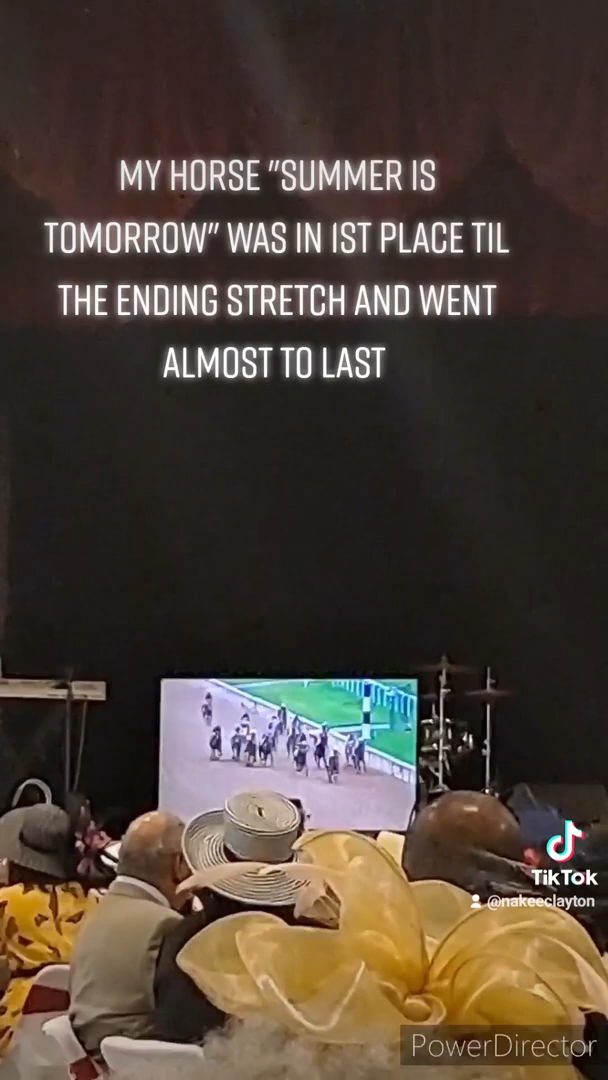 MY HORSE "SUMMER IS
TOMORROW" WAS IN 1ST PLACE TIL
THE ENDING STRETCH AND WENT
ALMOST TO LAST
TikTok
@nakeeclayton
PowerDirector